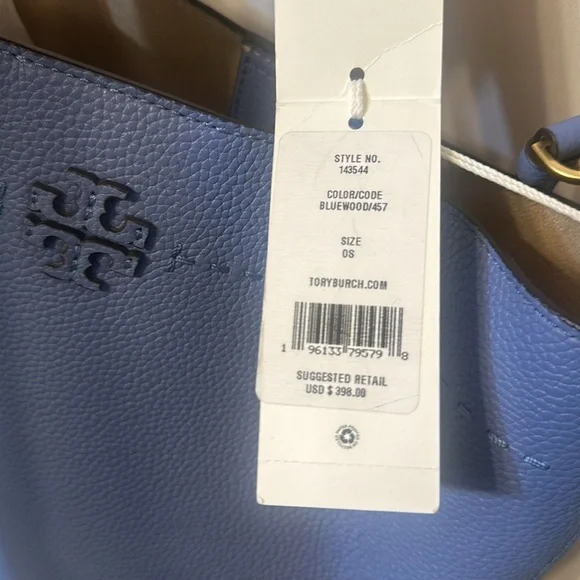 STYLE NO.
143544
COLOR/CODE
BLUEWOOD/457
SIZE
OS
TORYBURCH.COM
1 96133 79579 8
SUGGESTED RETAIL
USD $ 398.00